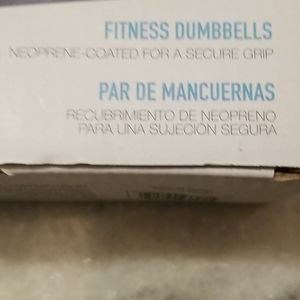 FITNESS DUMBBELLS
NEOPRENE-COATED FOR A SECURE GRIP
PAR DE MANCUERNAS
RECUBRIMIENTO DE NEOPRENO
PARA UNA SUJECIÓN SEGURA